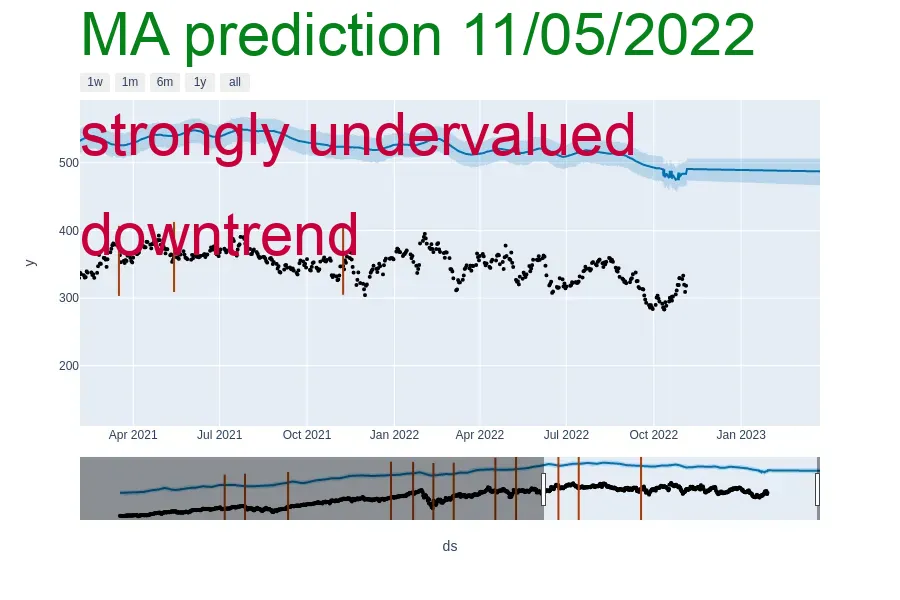 MA prediction 11/05/2022
1w 1m 6m 1y all
strongly undervalued
500
downtrend
400
y
300
200
Apr 2021 Jul 2021 Oct 2021 Jan 2022 Apr 2022 Jul 2022 Oct 2022 Jan 2023
ds